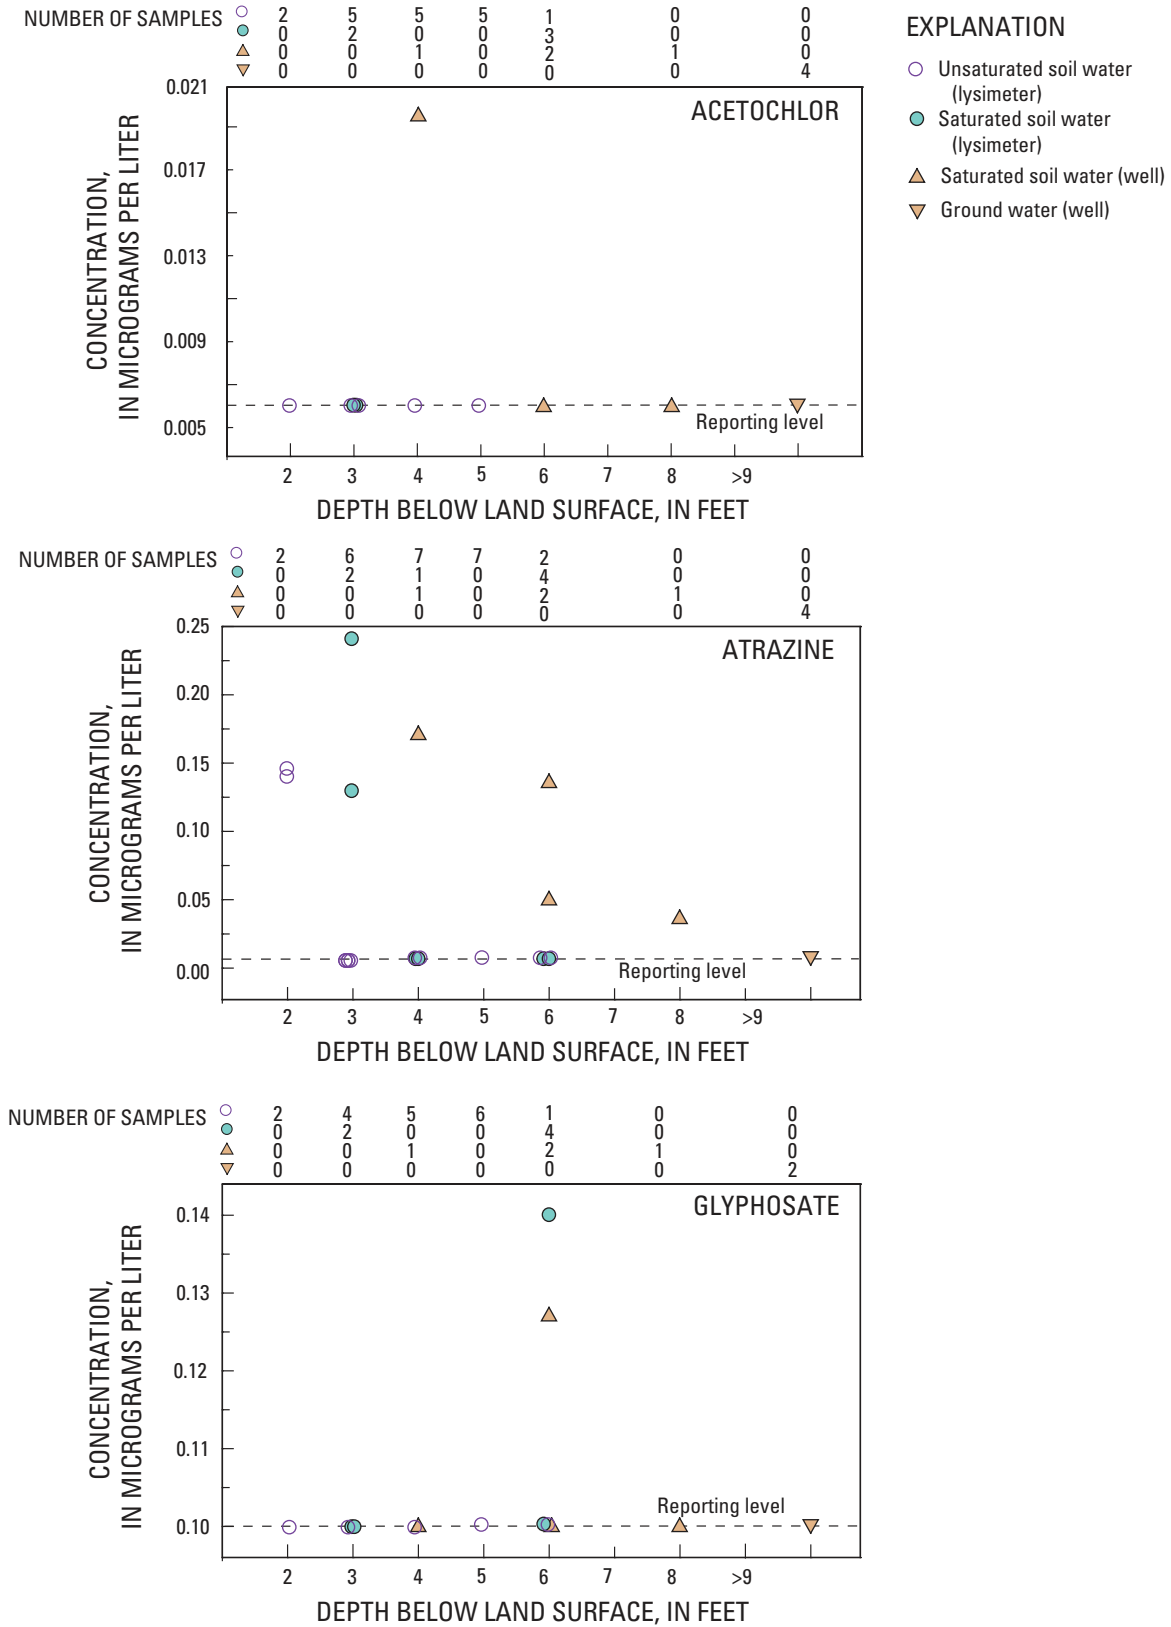 NUMBER OF SAMPLES 2 5 5 5 1 0 0
0 2 0 0 3 0 0
0 0 1 0 2 1 0
0 0 0 0 0 0 4
EXPLANATION
Unsaturated soil water
(lysimeter)
Saturated soil water
(lysimeter)
Saturated soil water (well)
Ground water (well)
ACETOCHLOR
CONCENTRATION,
IN MICROGRAMS PER LITER
0.021
0.017
0.013
0.009
0.005
Reporting level
2 3 4 5 6 7 8 >9
DEPTH BELOW LAND SURFACE, IN FEET
NUMBER OF SAMPLES 2 6 7 7 2 0 0
0 2 1 0 4 0 0
0 0 1 0 2 1 0
0 0 0 0 0 0 4
ATRAZINE
CONCENTRATION,
IN MICROGRAMS PER LITER
0.25
0.20
0.15
0.10
0.05
0.00
Reporting level
2 3 4 5 6 7 8 >9
DEPTH BELOW LAND SURFACE, IN FEET
NUMBER OF SAMPLES 2 4 5 6 1 0 0
0 2 0 0 4 0 0
0 0 1 0 2 1 0
0 0 0 0 0 0 2
GLYPHOSATE
CONCENTRATION,
IN MICROGRAMS PER LITER
0.14
0.13
0.12
0.11
0.10
Reporting level
2 3 4 5 6 7 8 >9
DEPTH BELOW LAND SURFACE, IN FEET